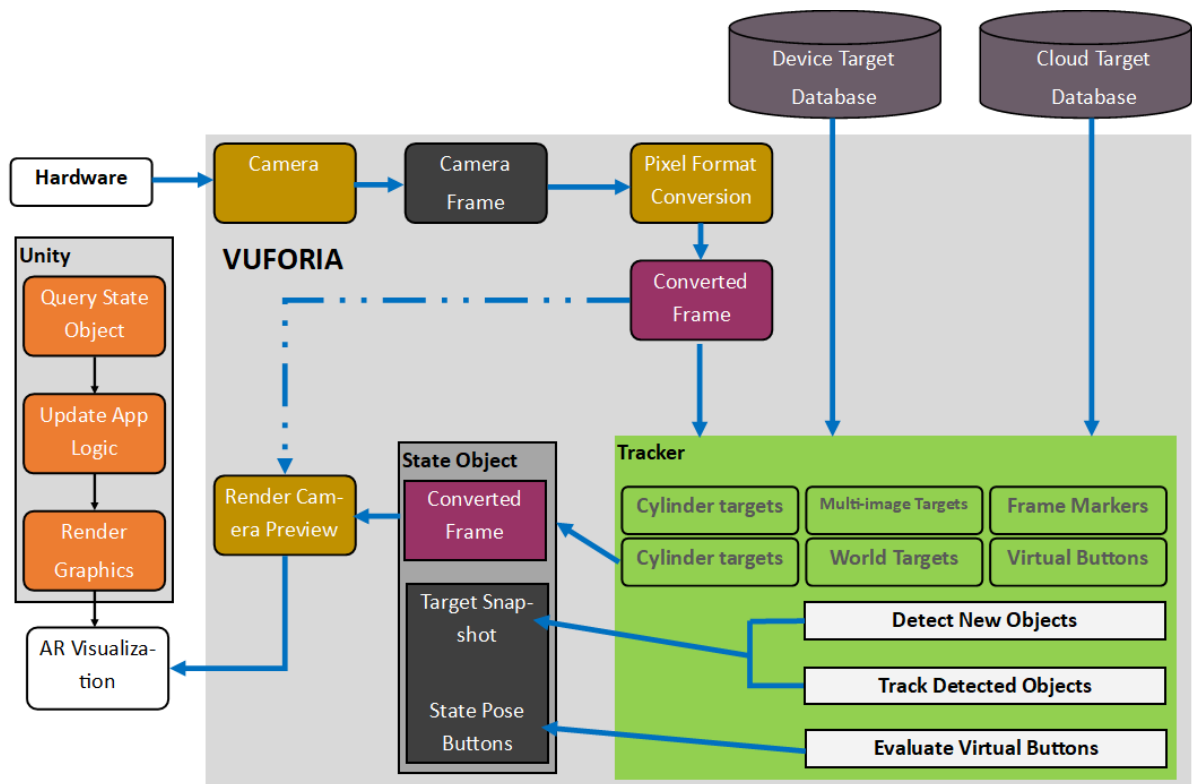 Device Target
Database
Cloud Target
Database
Hardware
Camera
Camera
Frame
Pixel Format
Conversion
Unity
VUFORIA
Query State
Object
Converted
Frame
Update App
Logic
Render
Graphics
AR Visualiza-
tion
Render Cam-
era Preview
State Object
Converted
Frame
Target Snap-
shot
State Pose
Buttons
Tracker
Cylinder targets
Multi-image Targets
Frame Markers
Cylinder targets
World Targets
Virtual Buttons
Detect New Objects
Track Detected Objects
Evaluate Virtual Buttons